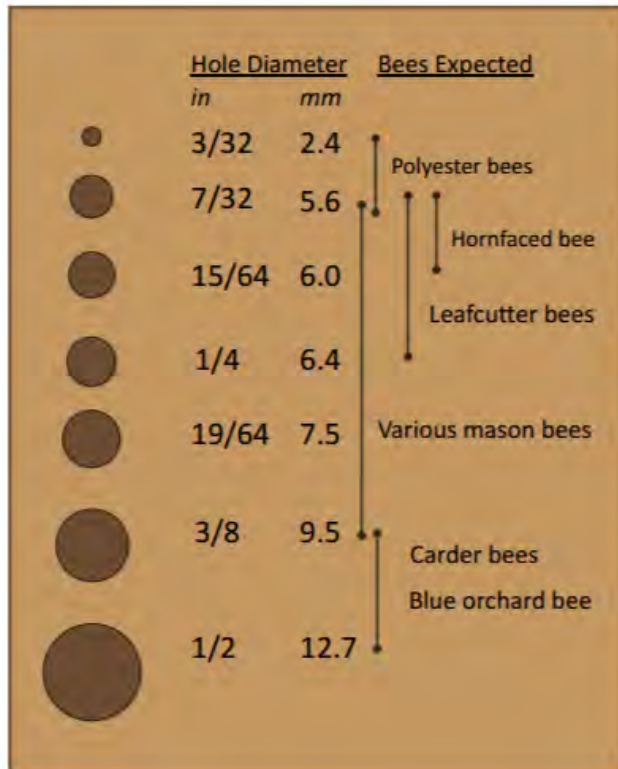 Hole Diameter Bees Expected
in mm
3/32 2.4
Polyester bees
7/32 5.6
Hornfaced bee
15/64 6.0
Leafcutter bees
1/4 6.4
19/64 7.5 Various mason bees
3/8 9.5
Carder bees
Blue orchard bee
1/2 12.7